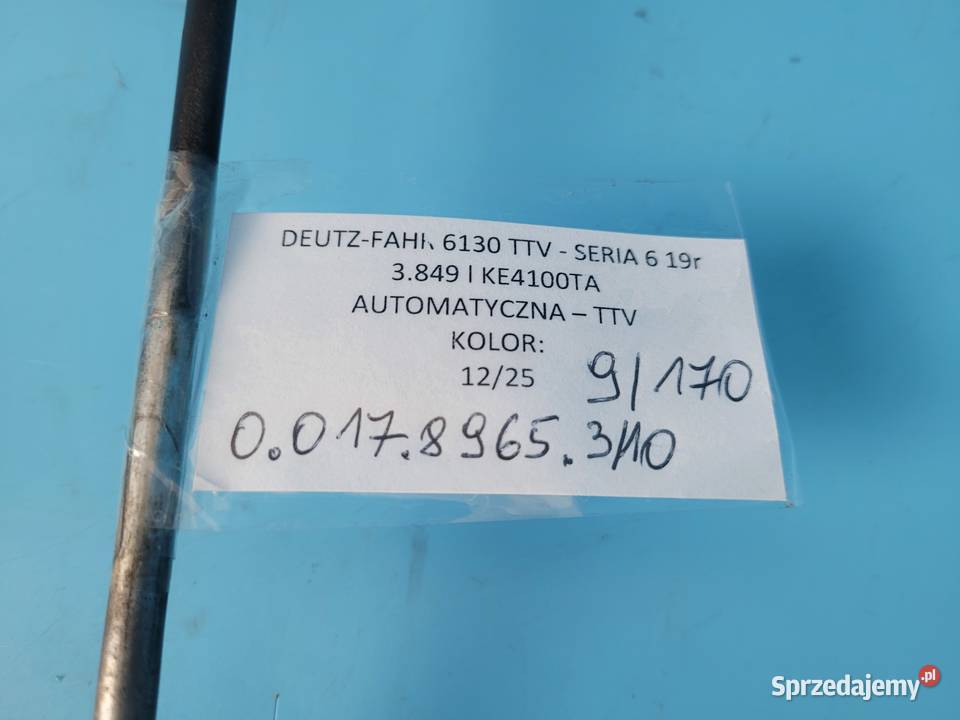 DEUTZ-FAHR 6130 TTV - SERIA 6 19r
3.849 l KE4100TA
AUTOMATYCZNA – TTV
KOLOR:
12/25 9/170
0.017.8965.3/10
Sprzedajemy.pl